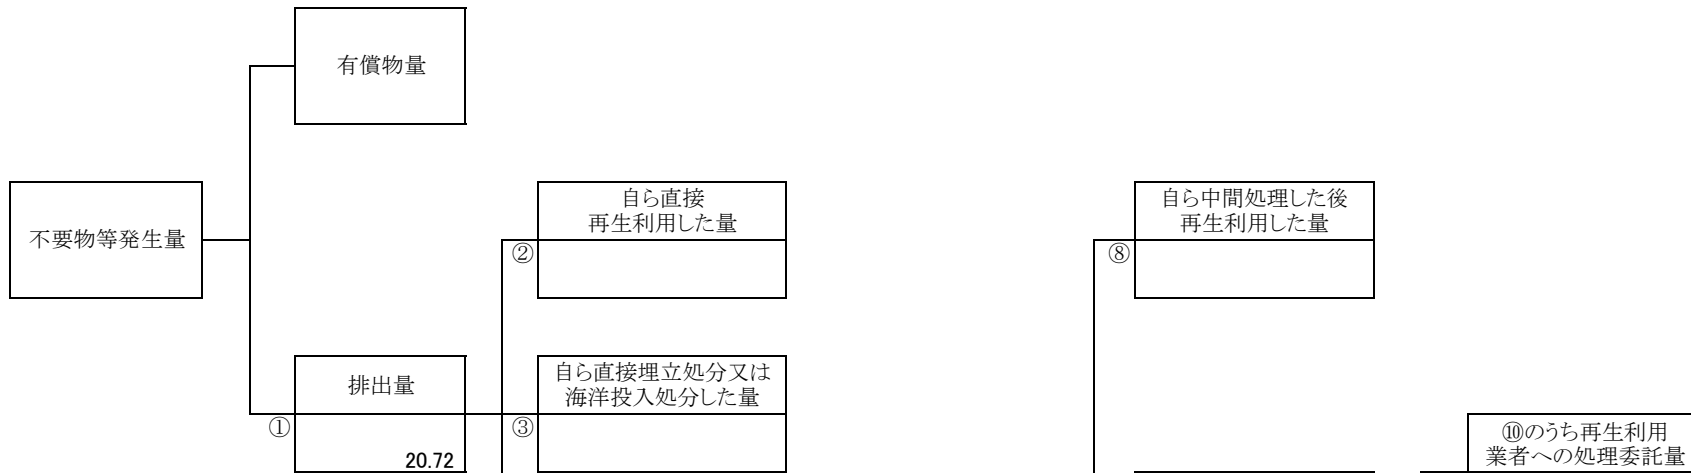 有償物量
不要物等発生量
自ら直接
再生利用した量
②
自ら中間処理した後
再生利用した量
⑧
排出量
①
20.72
自ら直接埋立処分又は
海洋投入処分した量
③
⑩のうち再生利用
業者への処理委託量